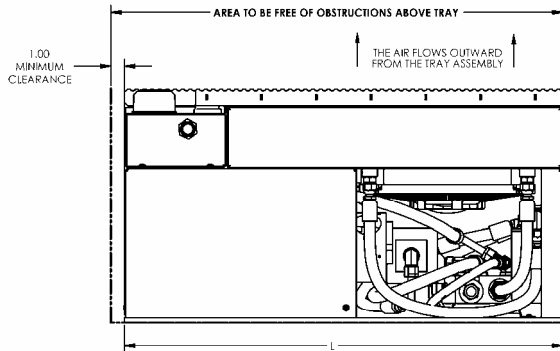 AREA TO BE FREE OF OBSTRUCTIONS ABOVE TRAY
1.00
MINIMUM
CLEARANCE
THE AIR FLOWS OUTWARD
FROM THE TRAY ASSEMBLY
L